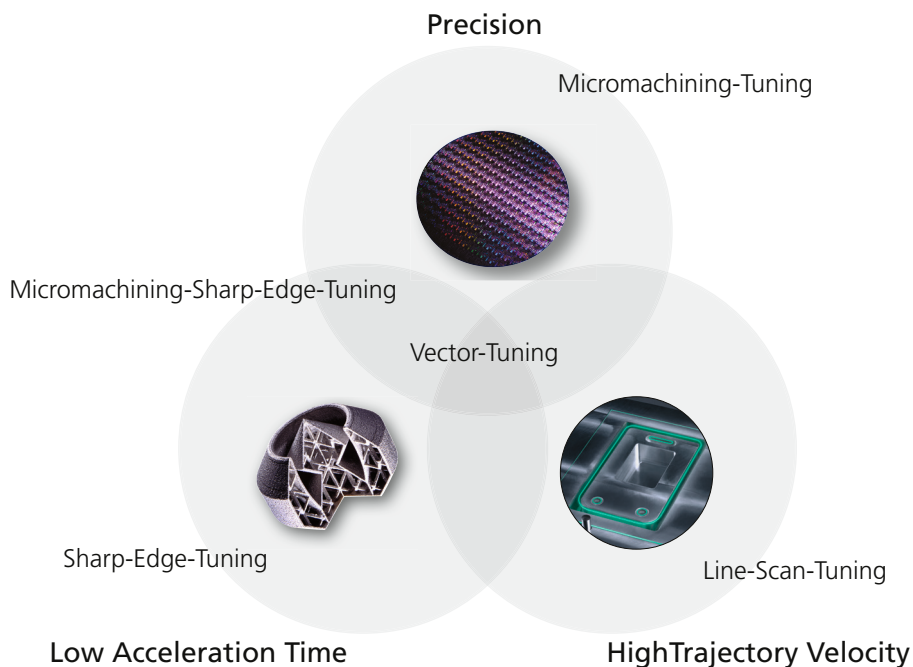 Precision
Micromachining-Tuning
Micromachining-Sharp-Edge-Tuning
Vector-Tuning
Sharp-Edge-Tuning
Line-Scan-Tuning
Low Acceleration Time
HighTrajectory Velocity